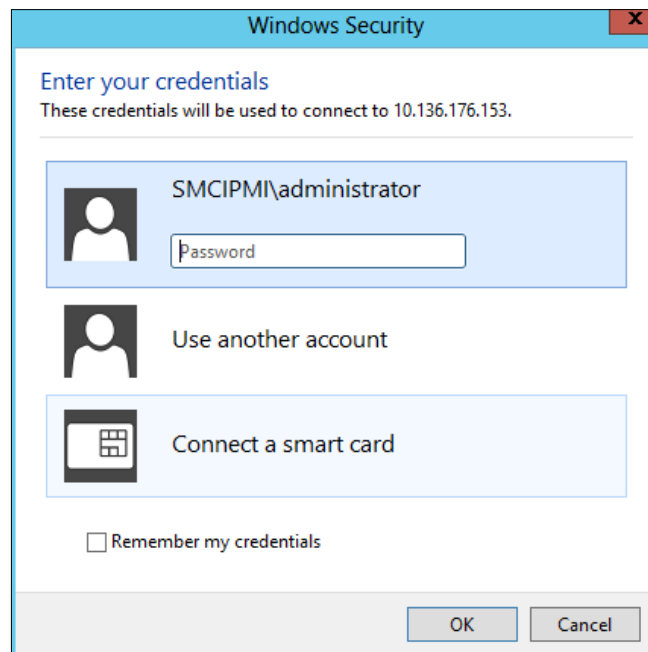 Windows Security
x
Enter your credentials
These credentials will be used to connect to 10.136.176.153.
SMCIPMI\administrator
Password
Use another account
Connect a smart card
Remember my credentials
OK
Cancel